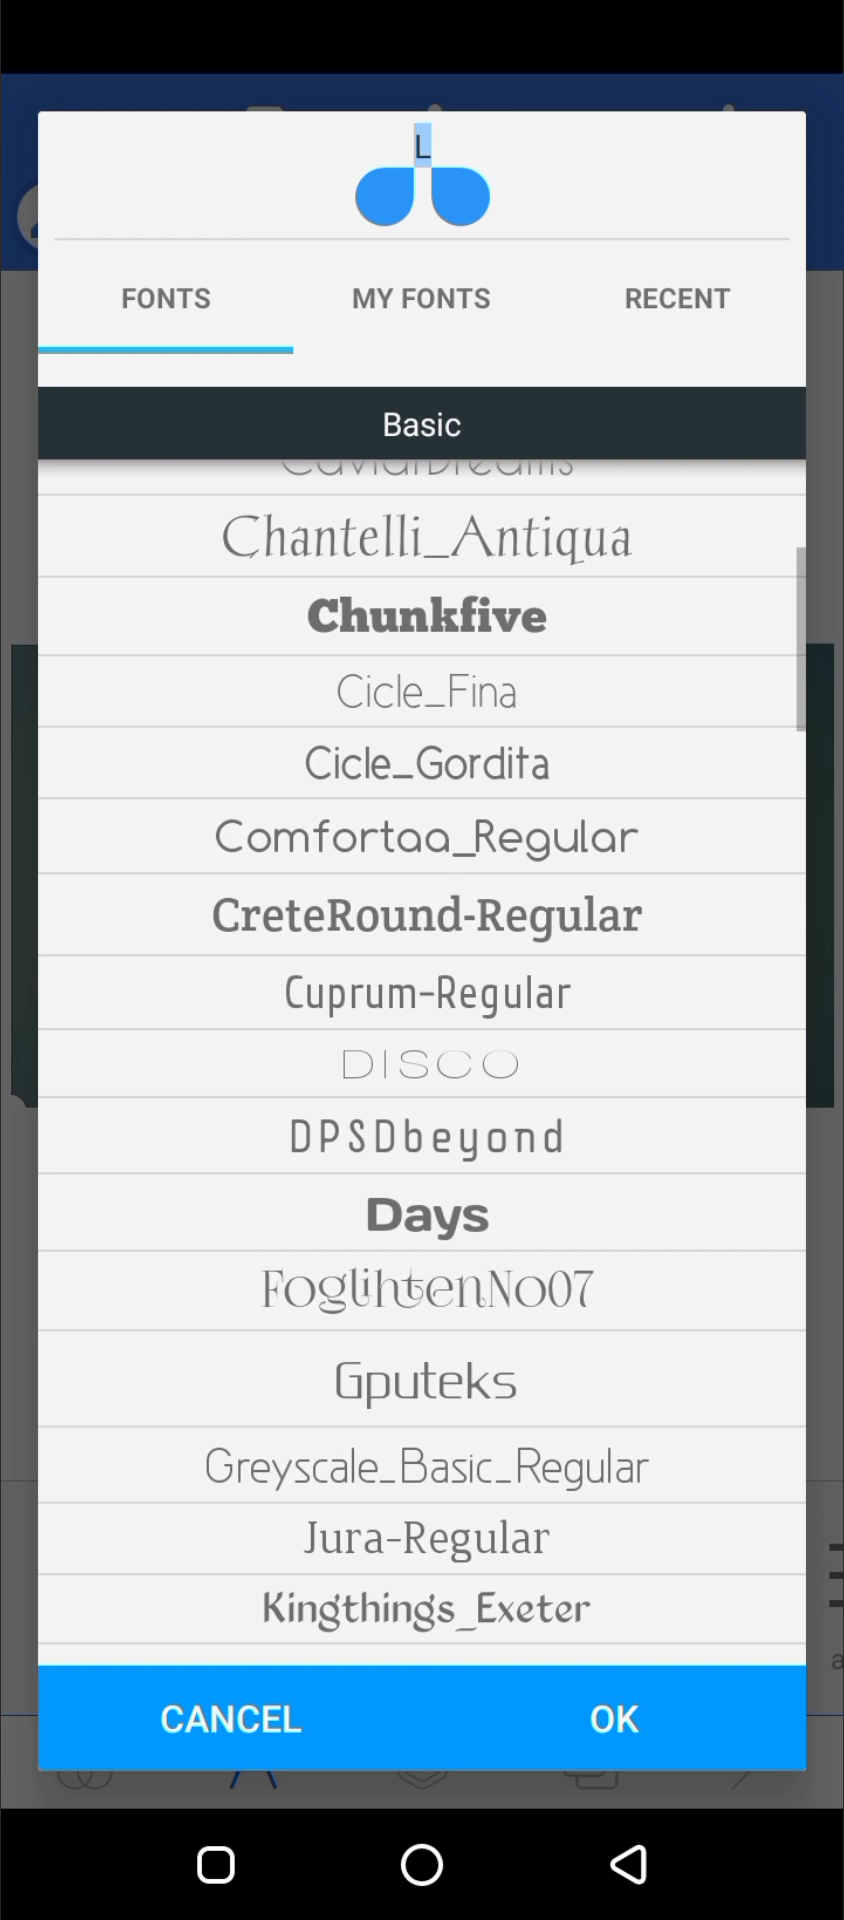 L
FONTS MY FONTS RECENT
Basic
CaviarDreams
Chantelli_Antiqua
Chunkfive
Cicle_Fina
Cicle_Gordita
Comfortaa_Regular
CreteRound-Regular
Cuprum-Regular
DISCO
DPSDbeyond
Days
FoglihtenNo07
Gputeks
Greyscale_Basic_Regular
Jura-Regular
Kingthings_Exeter
a
CANCEL OK